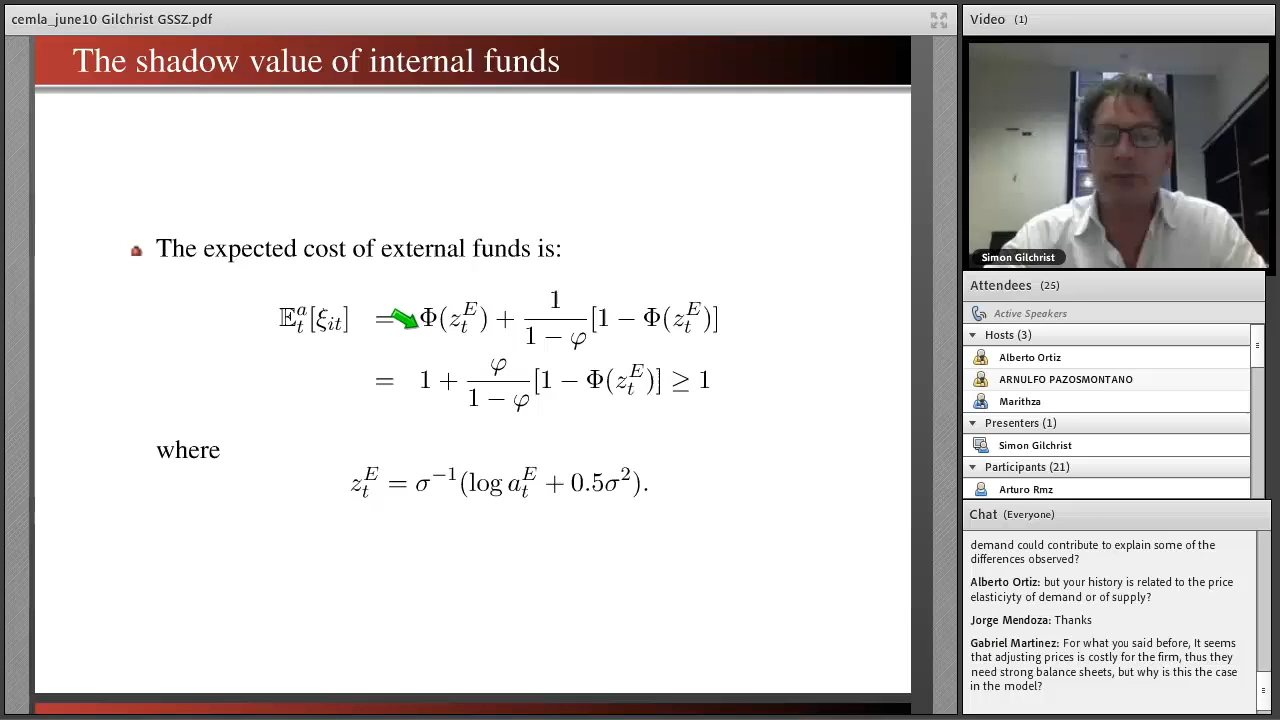 cemla_june10 Gilchrist GSSZ.pdf
The shadow value of internal funds
The expected cost of external funds is:
𝔼ₜᵃ[ξᵢₜ] = Φ(zₜᴱ) + 1/(1 − φ) [1 − Φ(zₜᴱ)]
= 1 + φ/(1 − φ) [1 − Φ(zₜᴱ)] ≥ 1
where
zₜᴱ = σ⁻¹(log aₜᴱ + 0.5σ²).
Video (1)
Simon Gilchrist
Attendees (25)
Active Speakers
Hosts (3)
Alberto Ortiz
ARNULFO PAZOSMONTANO
Marithza
Presenters (1)
Simon Gilchrist
Participants (21)
Arturo Rmz
Chat (Everyone)
demand could contribute to explain some of the
differences observed?
Alberto Ortiz: but your history is related to the price
elasticiyty of demand or of supply?
Jorge Mendoza: Thanks
Gabriel Martinez: For what you said before, It seems
that adjusting prices is costly for the firm, thus they
need strong balance sheets, but why is this the case
in the model?